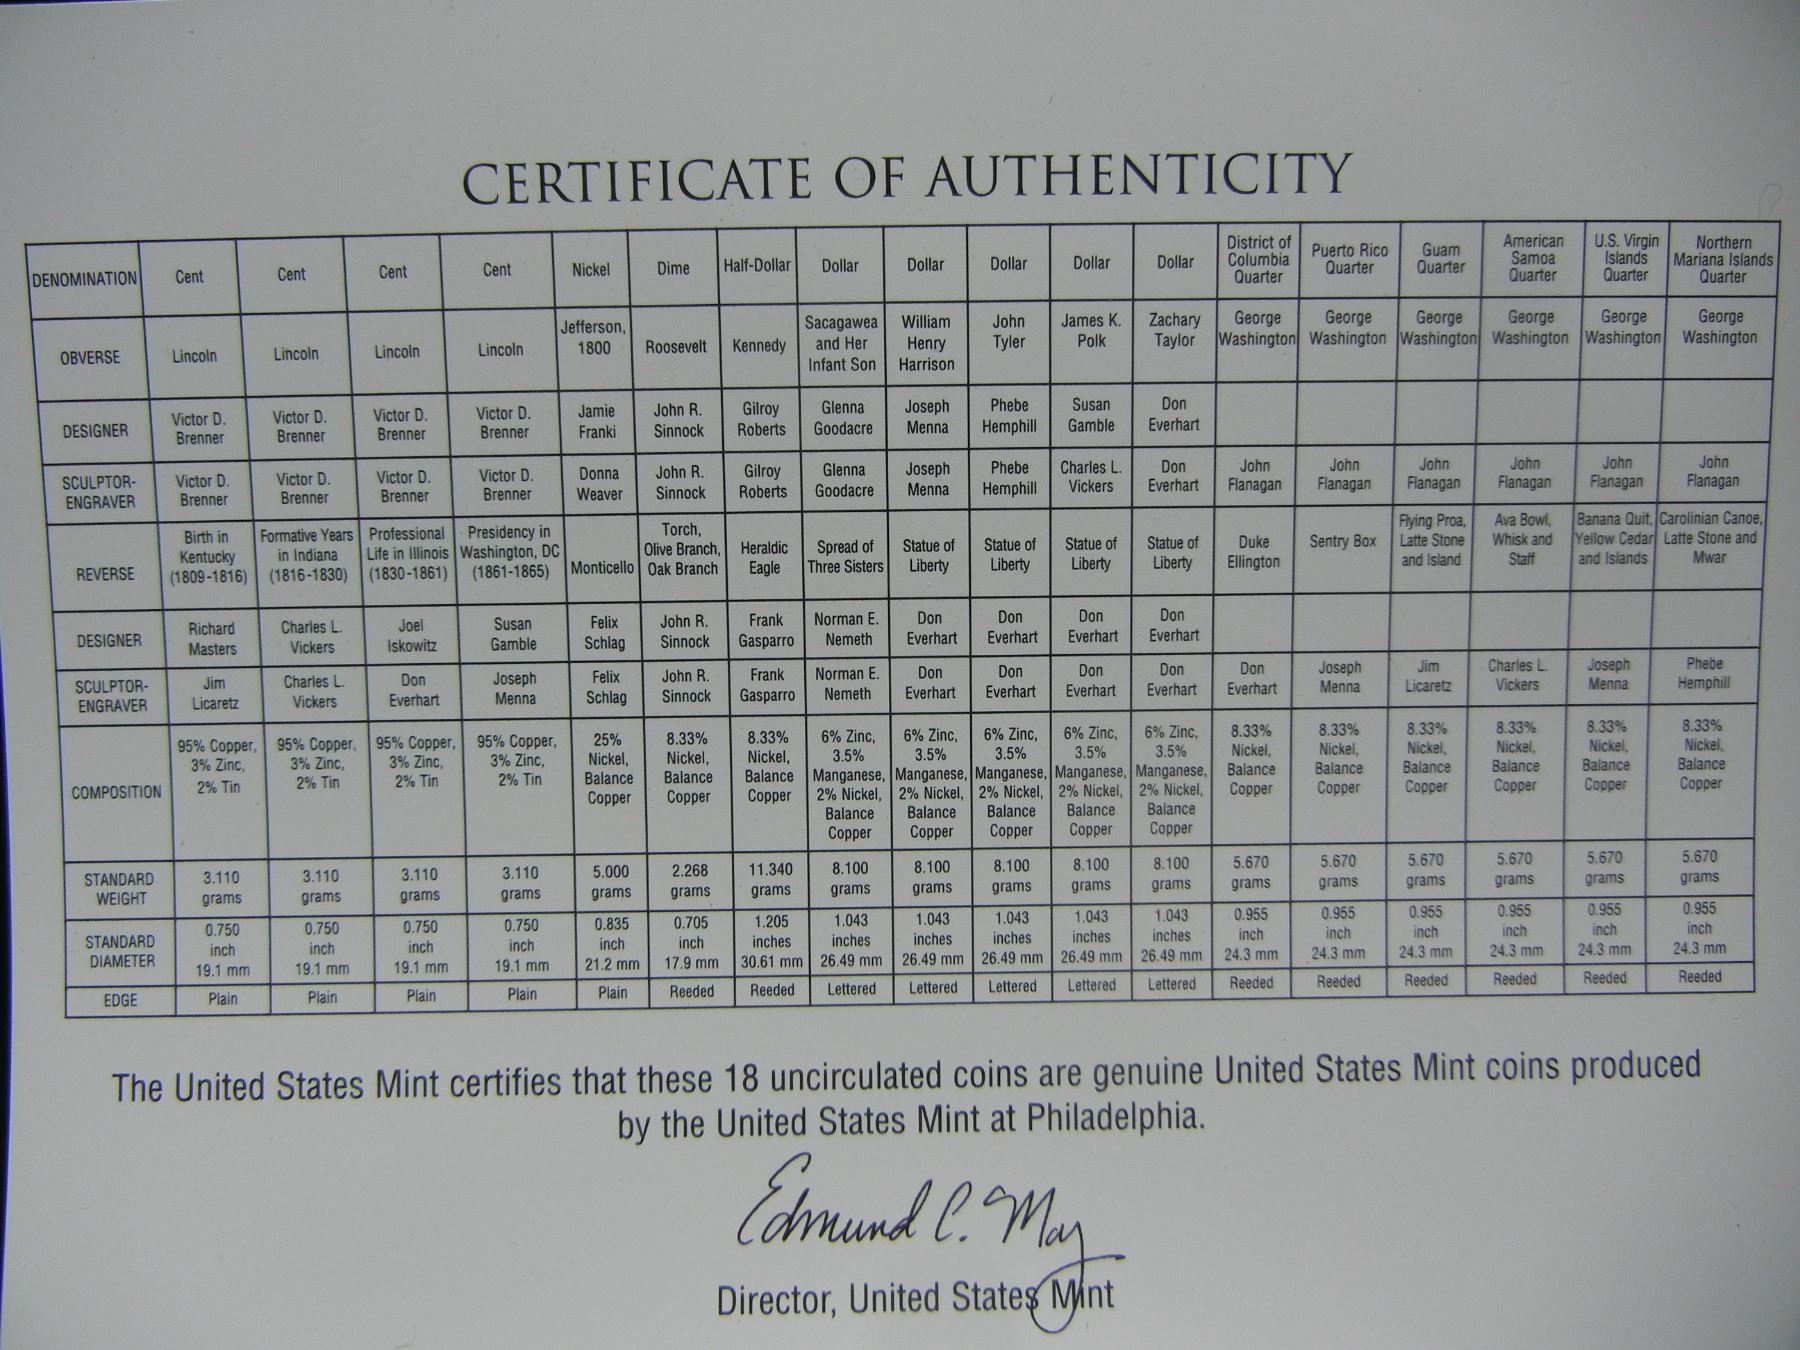 CERTIFICATE OF AUTHENTICITY
DENOMINATION Cent Cent Cent Cent Nickel Dime Half-Dollar Dollar Dollar Dollar Dollar Dollar District of Columbia Quarter Puerto Rico Quarter Guam Quarter American Samoa Quarter U.S. Virgin Islands Quarter Northern Mariana Islands Quarter
OBVERSE Lincoln Lincoln Lincoln Lincoln Jefferson, 1800 Roosevelt Kennedy Sacagawea and Her Infant Son William Henry Harrison John Tyler James K. Polk Zachary Taylor George Washington George Washington George Washington George Washington George Washington George Washington
DESIGNER Victor D. Brenner Victor D. Brenner Victor D. Brenner Victor D. Brenner Jamie Franki John R. Sinnock Gilroy Roberts Glenna Goodacre Joseph Menna Phebe Hemphill Susan Gamble Don Everhart
SCULPTOR-ENGRAVER Victor D. Brenner Victor D. Brenner Victor D. Brenner Victor D. Brenner Donna Weaver John R. Sinnock Gilroy Roberts Glenna Goodacre Joseph Menna Phebe Hemphill Charles L. Vickers Don Everhart John Flanagan John Flanagan John Flanagan John Flanagan John Flanagan John Flanagan
REVERSE Birth in Kentucky (1809-1816) Formative Years in Indiana (1816-1830) Professional Life in Illinois (1830-1861) Presidency in Washington, DC (1861-1865) Monticello Torch, Olive Branch, Oak Branch Heraldic Eagle Spread of Three Sisters Statue of Liberty Statue of Liberty Statue of Liberty Statue of Liberty Duke Ellington Sentry Box Flying Proa, Latte Stone and Island Ava Bowl, Whisk and Staff Banana Quit, Yellow Cedar and Islands Carolinian Canoe, Latte Stone and Mwar
DESIGNER Richard Masters Charles L. Vickers Joel Iskowitz Susan Gamble Felix Schlag John R. Sinnock Frank Gasparro Norman E. Nemeth Don Everhart Don Everhart Don Everhart Don Everhart
SCULPTOR-ENGRAVER Jim Licaretz Charles L. Vickers Don Everhart Joseph Menna Felix Schlag John R. Sinnock Frank Gasparro Norman E. Nemeth Don Everhart Don Everhart Don Everhart Don Everhart Don Everhart Joseph Menna Jim Licaretz Charles L. Vickers Joseph Menna Phebe Hemphill
COMPOSITION 95% Copper, 3% Zinc, 2% Tin 95% Copper, 3% Zinc, 2% Tin 95% Copper, 3% Zinc, 2% Tin 95% Copper, 3% Zinc, 2% Tin 25% Nickel, Balance Copper 8.33% Nickel, Balance Copper 8.33% Nickel, Balance Copper 6% Zinc, 3.5% Manganese, 2% Nickel, Balance Copper 6% Zinc, 3.5% Manganese, 2% Nickel, Balance Copper 6% Zinc, 3.5% Manganese, 2% Nickel, Balance Copper 6% Zinc, 3.5% Manganese, 2% Nickel, Balance Copper 6% Zinc, 3.5% Manganese, 2% Nickel, Balance Copper 8.33% Nickel, Balance Copper 8.33% Nickel, Balance Copper 8.33% Nickel, Balance Copper 8.33% Nickel, Balance Copper 8.33% Nickel, Balance Copper 8.33% Nickel, Balance Copper
STANDARD WEIGHT 3.110 grams 3.110 grams 3.110 grams 3.110 grams 5.000 grams 2.268 grams 11.340 grams 8.100 grams 8.100 grams 8.100 grams 8.100 grams 8.100 grams 5.670 grams 5.670 grams 5.670 grams 5.670 grams 5.670 grams 5.670 grams
STANDARD DIAMETER 0.750 inch 19.1 mm 0.750 inch 19.1 mm 0.750 inch 19.1 mm 0.750 inch 19.1 mm 0.835 inch 21.2 mm 0.705 inch 17.9 mm 1.205 inches 30.61 mm 1.043 inches 26.49 mm 1.043 inches 26.49 mm 1.043 inches 26.49 mm 1.043 inches 26.49 mm 1.043 inches 26.49 mm 0.955 inch 24.3 mm 0.955 inch 24.3 mm 0.955 inch 24.3 mm 0.955 inch 24.3 mm 0.955 inch 24.3 mm 0.955 inch 24.3 mm
EDGE Plain Plain Plain Plain Plain Reeded Reeded Lettered Lettered Lettered Lettered Lettered Reeded Reeded Reeded Reeded Reeded Reeded
The United States Mint certifies that these 18 uncirculated coins are genuine United States Mint coins produced
by the United States Mint at Philadelphia.
Edmund C. Moy
Director, United States Mint